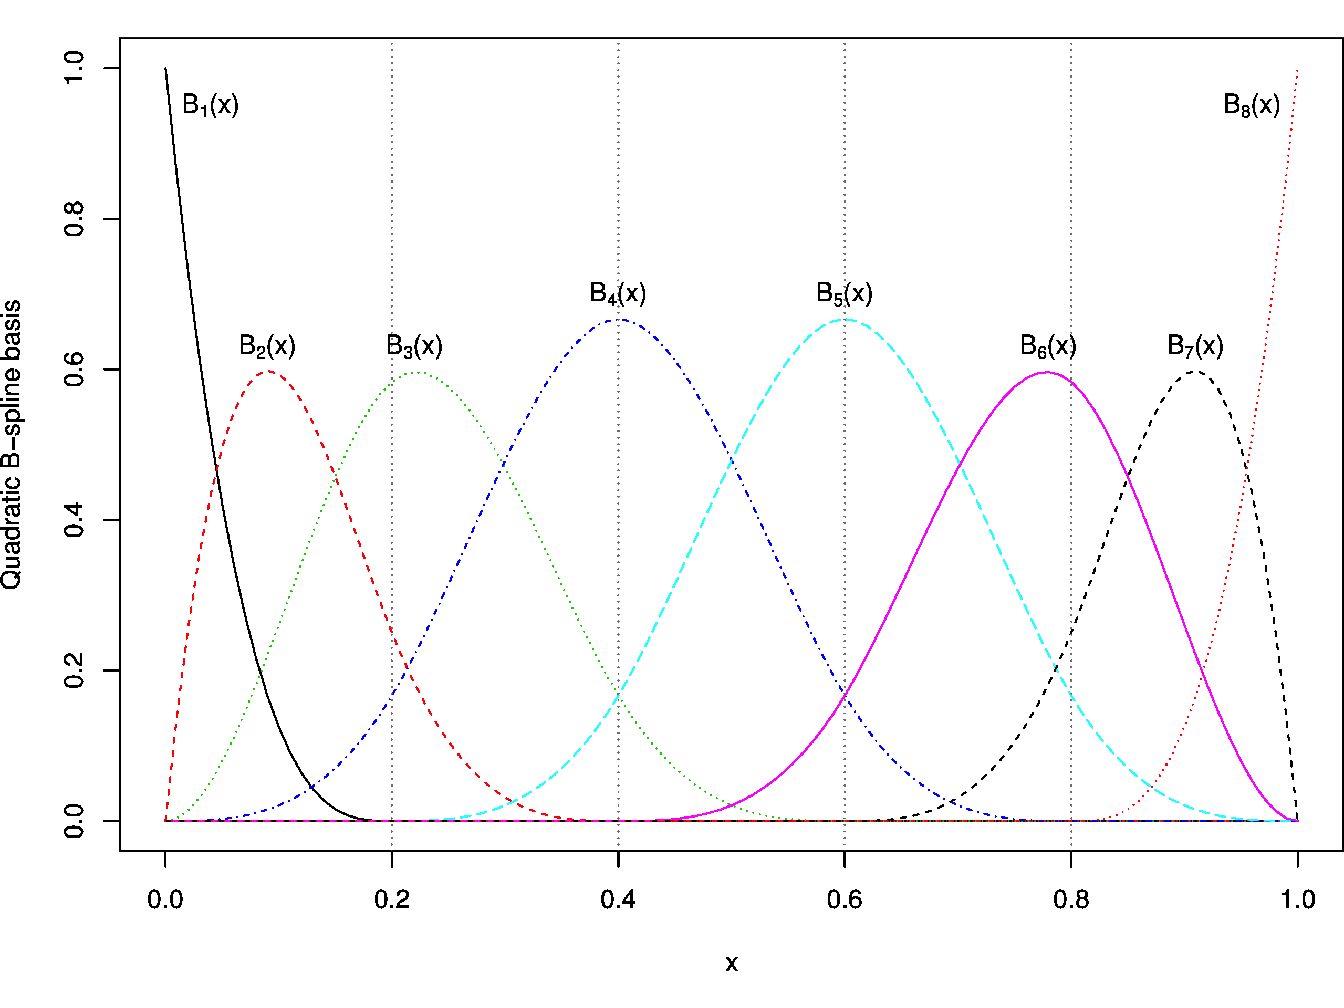 B₁(x)
B₈(x)
B₄(x)
B₅(x)
B₂(x)
B₃(x)
B₆(x)
B₇(x)
Quadratic B−spline basis
1.0
0.8
0.6
0.4
0.2
0.0
0.0 0.2 0.4 0.6 0.8 1.0
x